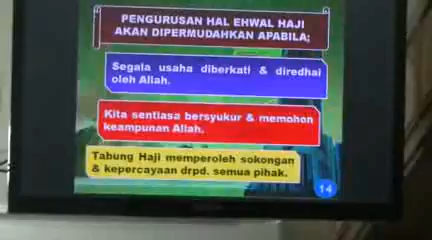 PENGURUSAN HAL EHWAL HAJI
AKAN DIPERMUDAHKAN APABILA;
Segala usaha diberkati & diredhai
oleh Allah.
Kita sentiasa bersyukur & memohon
keampunan Allah.
Tabung Haji memperoleh sokongan
& kepercayaan drpd. semua pihak.
14